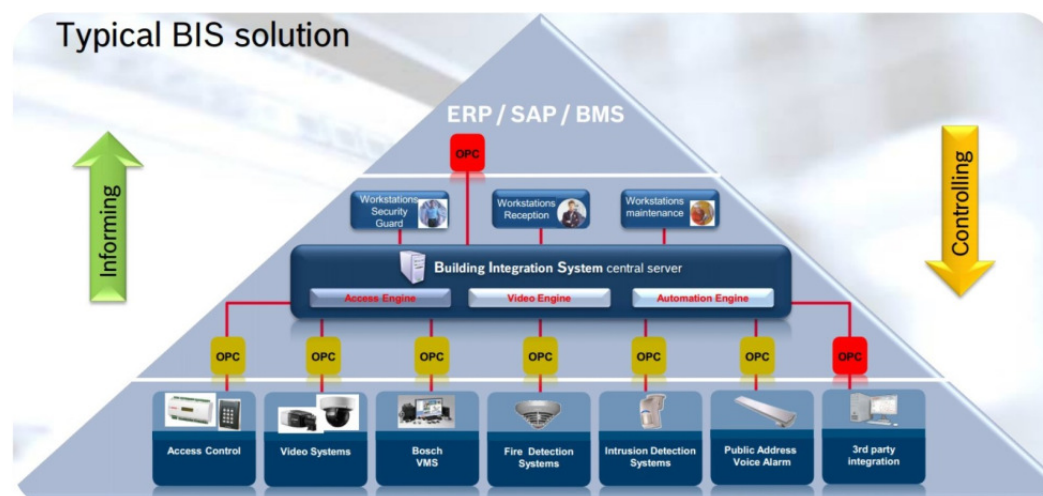 Typical BIS solution
ERP / SAP / BMS
OPC
Informing
Controlling
Workstations
Security
Guard
Workstations
Reception
Workstations
maintenance
Building Integration System central server
Access Engine
Video Engine
Automation Engine
OPC
OPC
OPC
OPC
OPC
OPC
OPC
Access Control
Video Systems
Bosch
VMS
Fire Detection
Systems
Intrusion Detection
Systems
Public Address
Voice Alarm
3rd party
integration